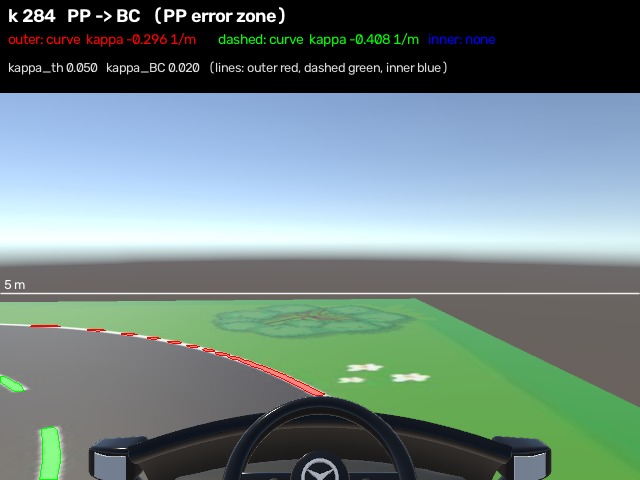 k 284 PP -> BC (PP error zone)
outer: curve kappa -0.296 1/m dashed: curve kappa -0.408 1/m inner: none
kappa_th 0.050 kappa_BC 0.020 (lines: outer red, dashed green, inner blue)
5 m